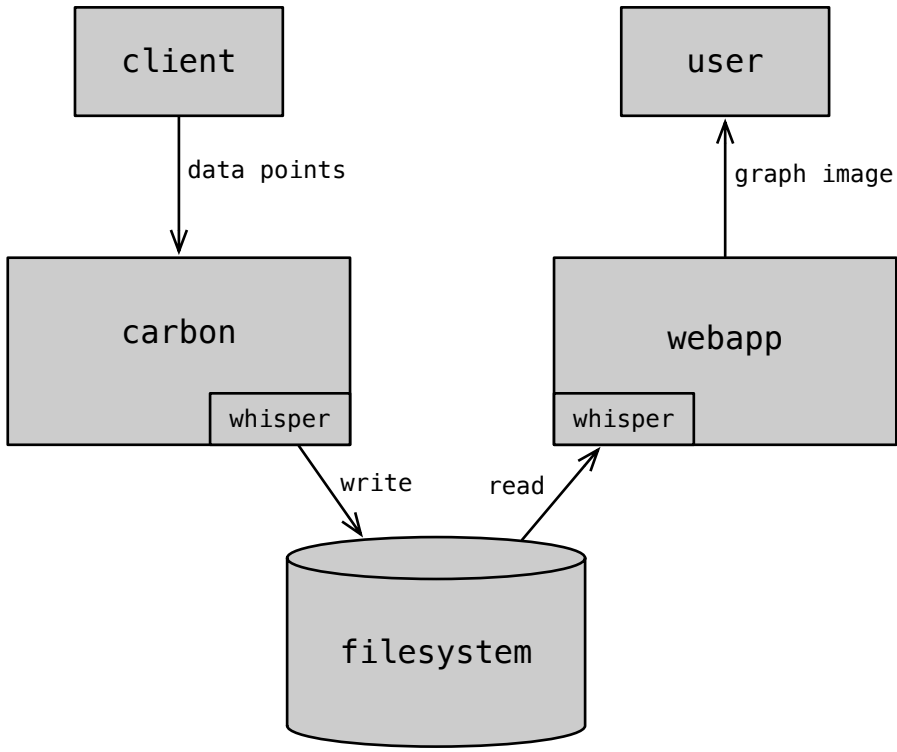 client
user
data points
graph image
carbon
webapp
whisper
whisper
write
read
filesystem